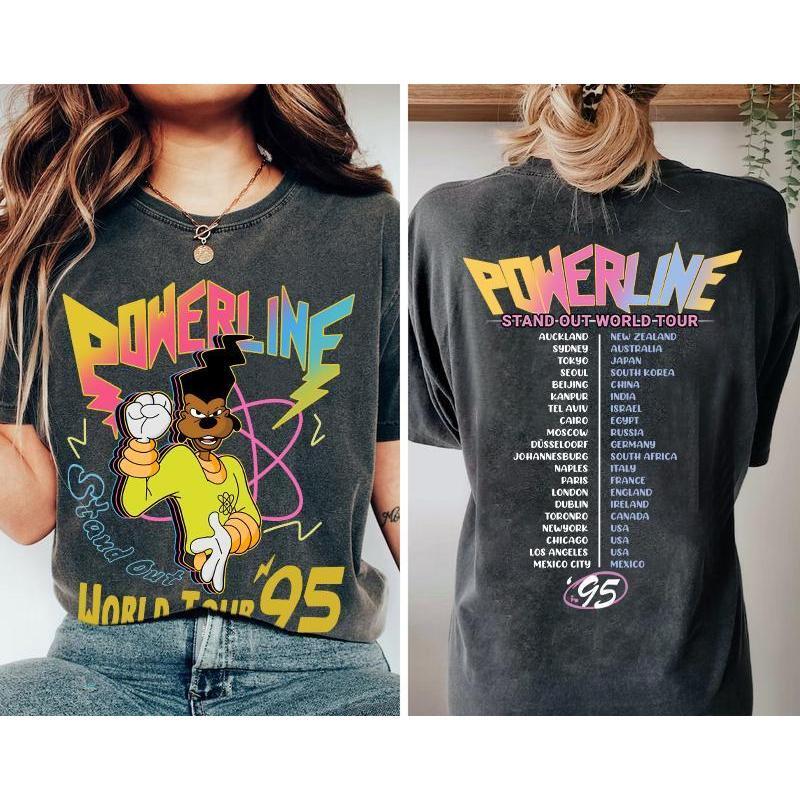 POWERLINE
Stand Out
WORLD TOUR '95
POWERLINE
STAND OUT WORLD TOUR
AUCKLAND NEW ZEALAND
SYDNEY AUSTRALIA
TOKYO JAPAN
SEOUL SOUTH KOREA
BEIJING CHINA
KANPUR INDIA
TEL AVIV ISRAEL
CAIRO EGYPT
MOSCOW RUSSIA
DÜSSELOORF GERMANY
JOHANNESBURG SOUTH AFRICA
NAPLES ITALY
PARIS FRANCE
LONDON ENGLAND
DUBLIN IRELAND
TORONRO CANADA
NEWYORK USA
CHICAGO USA
LOS ANGELES USA
MEXICO CITY MEXICO
'95